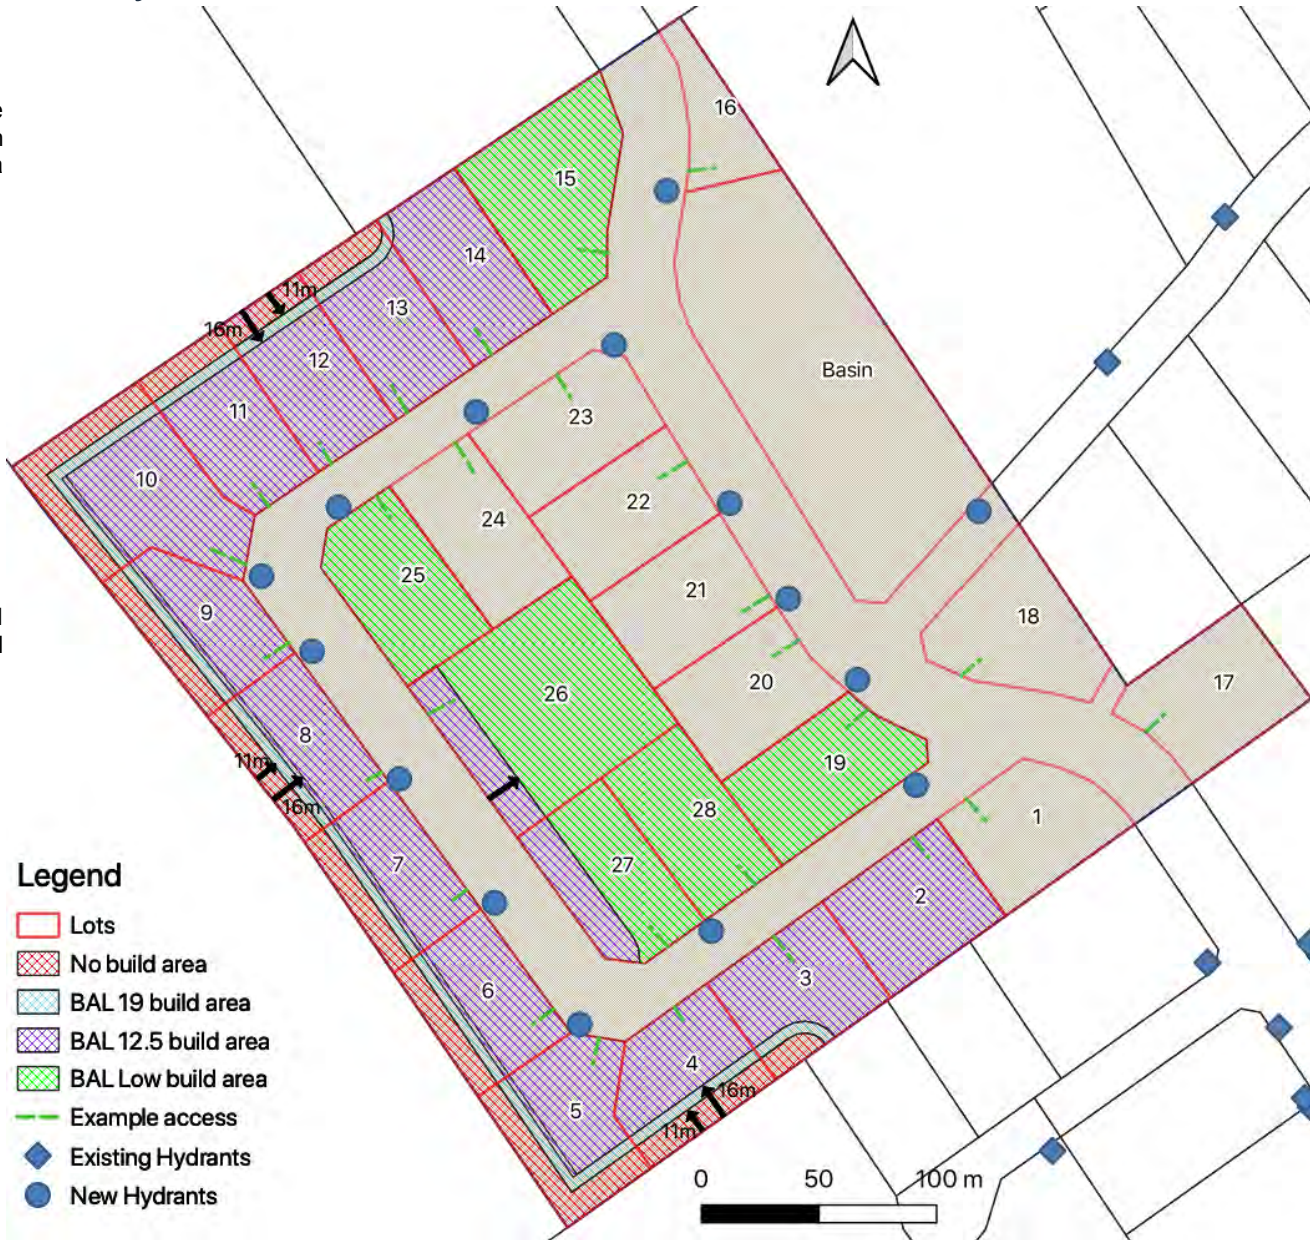 16
15
14
11m
13
16m
12
Basin
11
23
10
22
24
25
21
9
18
20
26
17
8
19
11m
16m
28
1
7
27
2
3
6
4
16m
5
11m
Legend
Lots
No build area
BAL 19 build area
BAL 12.5 build area
BAL Low build area
Example access
Existing Hydrants
New Hydrants
0 50 100 m